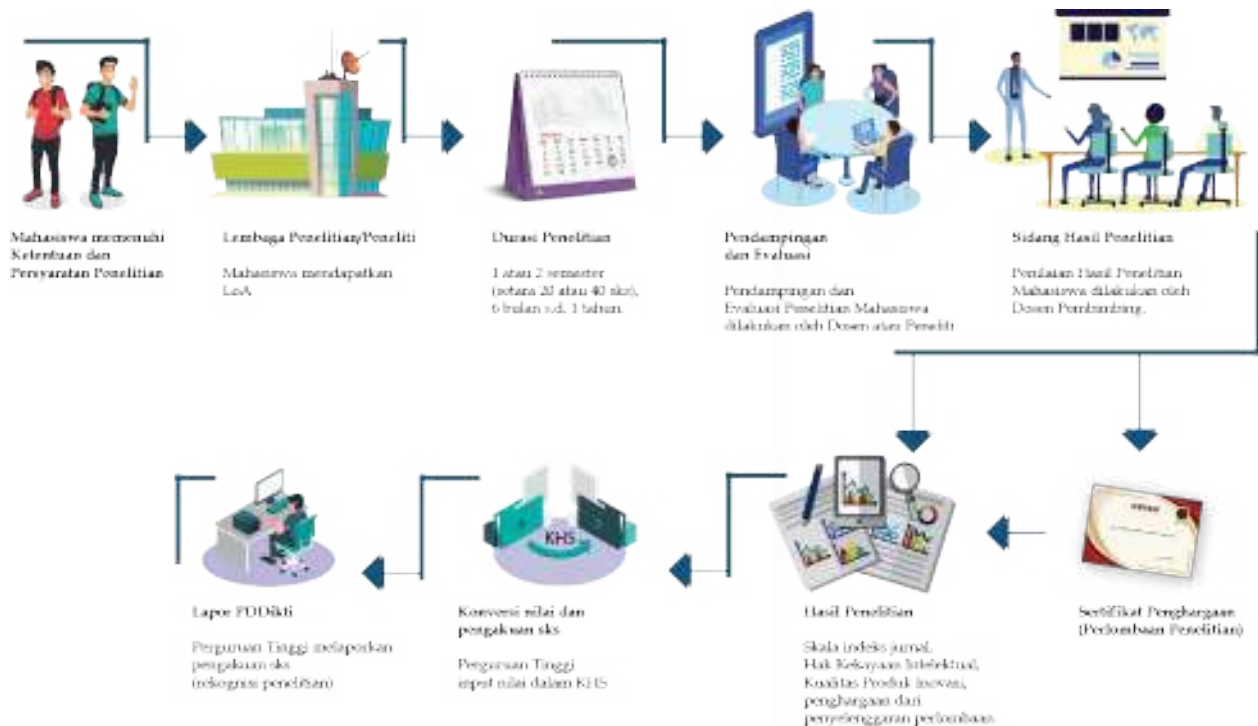 Mahasiswa memenuhi
Ketentuan dan
Persyaratan Penelitian
Lembaga Penelitian/Peneliti
Mahasiswa mendapatkan
LoA
Durasi Penelitian
1 atau 2 semester
(setara 20 atau 40 sks),
6 bulan s.d. 1 tahun.
Pendampingan
dan Evaluasi
Pendampingan dan
Evaluasi Penelitian Mahasiswa
dilakukan oleh Dosen atau Peneliti
Sidang Hasil Penelitian
Penilaian Hasil Penelitian
Mahasiswa dilakukan oleh
Dosen Pembimbing.
KHS
Lapor PDDikti
Perguruan Tinggi melaporkan
pengakuan sks
(rekognisi penelitian)
Konversi nilai dan
pengakuan sks
Perguruan Tinggi
input nilai dalam KHS
Hasil Penelitian
Skala indeks jurnal,
Hak Kekayaan Intelektual,
Kualitas Produk Inovasi,
penghargaan dari
penyelenggaran perlombaan.
Sertifikat Penghargaan
(Perlombaan Penelitian)